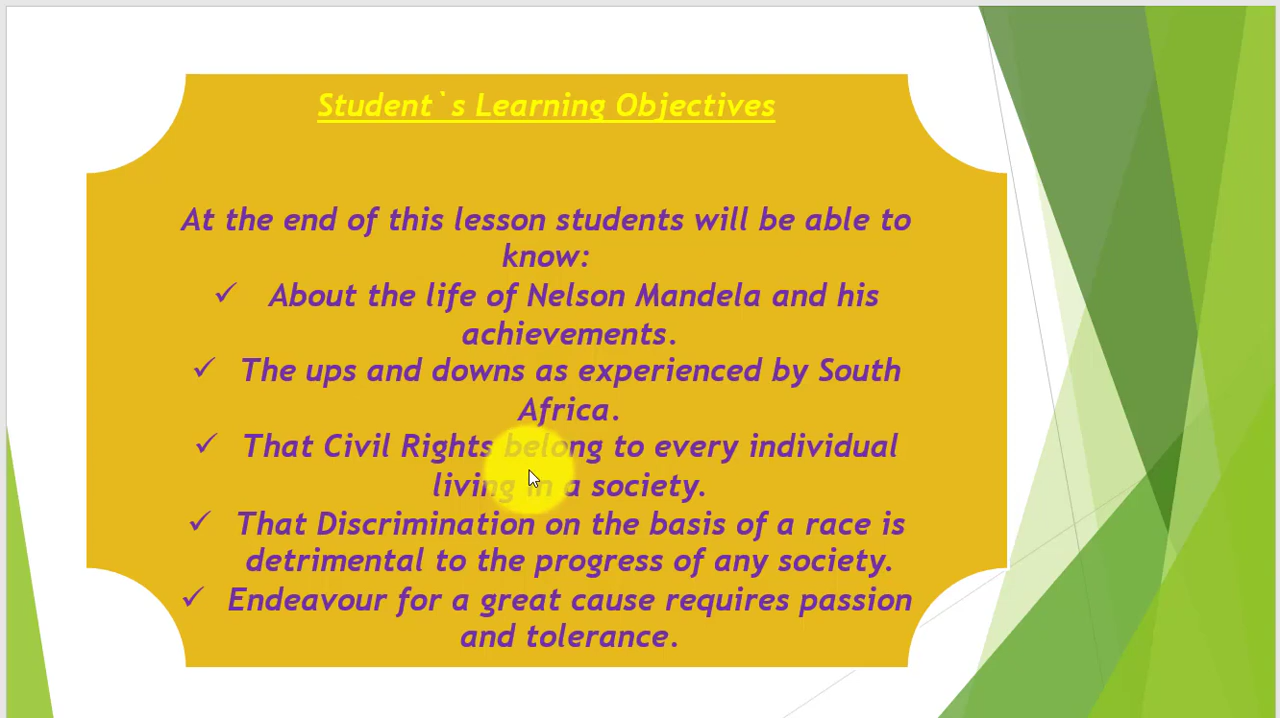 Student`s Learning Objectives
At the end of this lesson students will be able to
know:
✓ About the life of Nelson Mandela and his
achievements.
✓ The ups and downs as experienced by South
Africa.
✓ That Civil Rights belong to every individual
living in a society.
✓ That Discrimination on the basis of a race is
detrimental to the progress of any society.
✓ Endeavour for a great cause requires passion
and tolerance.